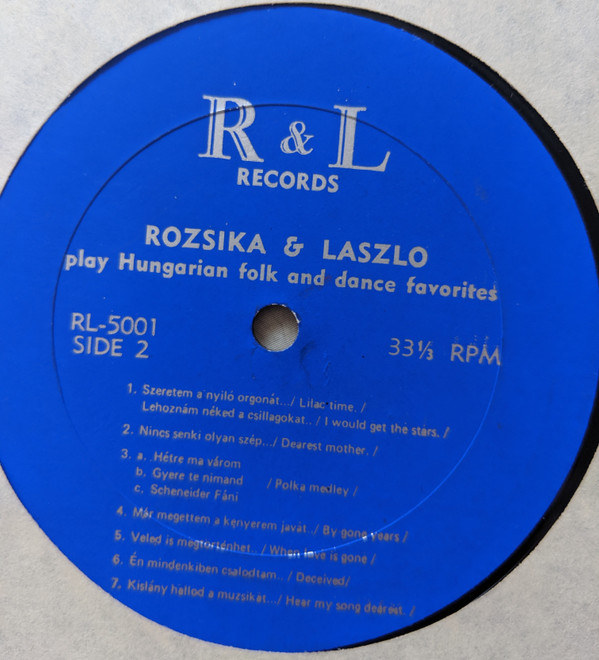 R & L
RECORDS
ROZSIKA & LASZLO
play Hungarian folk and dance favorites
RL-5001
SIDE 2
33⅓ RPM
1. Szeretem a nyiló orgonát.../ Lilac time. /
Lehoznám néked a csillagokat.. / I would get the stars. /
2. Nincs senki olyan szép.../ Dearest mother. /
3. a. Hétre ma várom
b. Gyere te nimand / Polka medley /
c. Scheneider Fáni
4. Már megettem a kenyerem javát../ By gone years /
5. Veled is megtörténhet.. / When love is gone /
6. Én mindenkiben csalodtam.. / Deceived/
7. Kislány hallod a muzsikát.../ Hear my song dearest. /